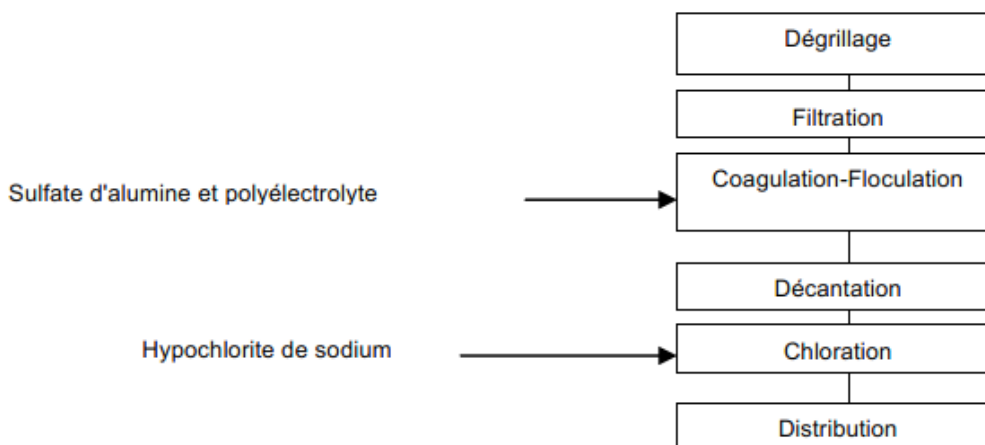 Dégrillage
Filtration
Coagulation-Floculation
Sulfate d'alumine et polyélectrolyte
Décantation
Hypochlorite de sodium
Chloration
Distribution